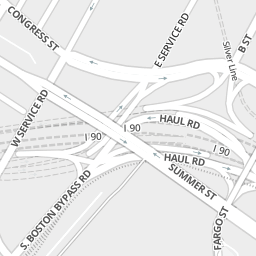 CONGRESS ST
E SERVICE RD
B ST
Silver Line
W SERVICE RD
I 90
HAUL RD
I 90
HAUL RD
I 90
SUMMER ST
S. BOSTON BYPASS RD
FARGO ST